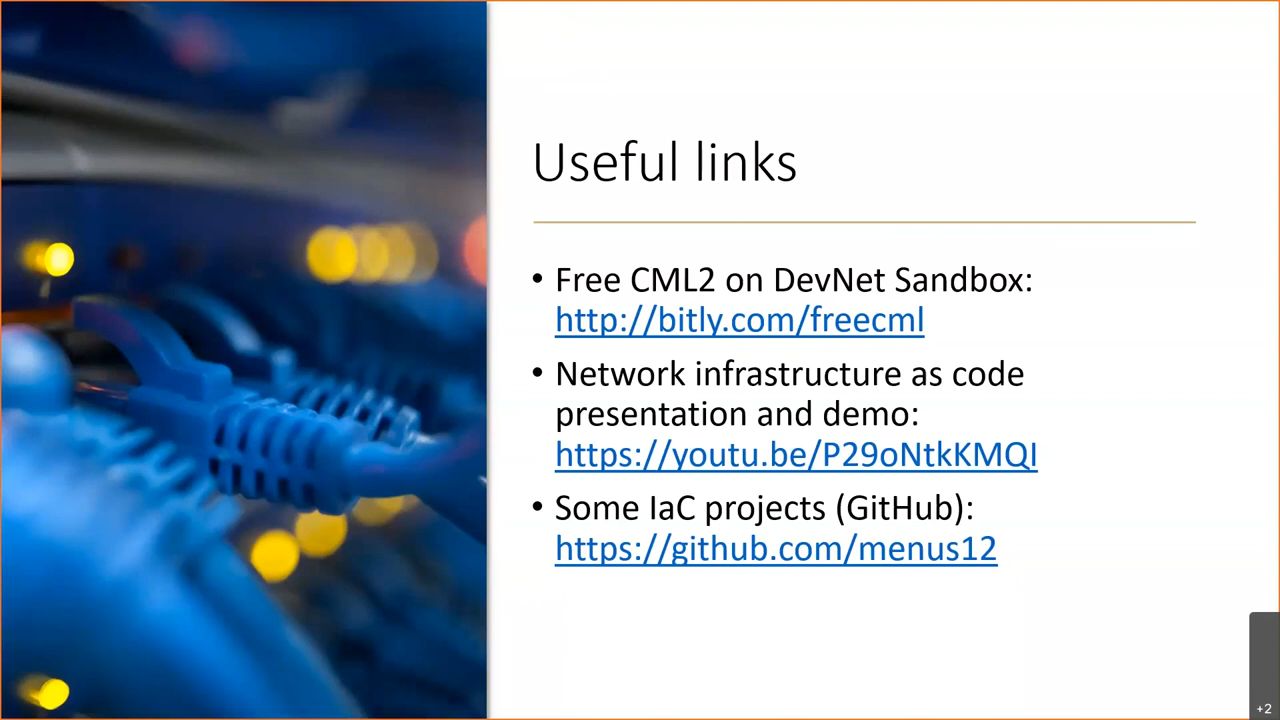 Useful links
• Free CML2 on DevNet Sandbox:
http://bitly.com/freecml
• Network infrastructure as code
presentation and demo:
https://youtu.be/P29oNtkKMQI
• Some IaC projects (GitHub):
https://github.com/menus12
+2